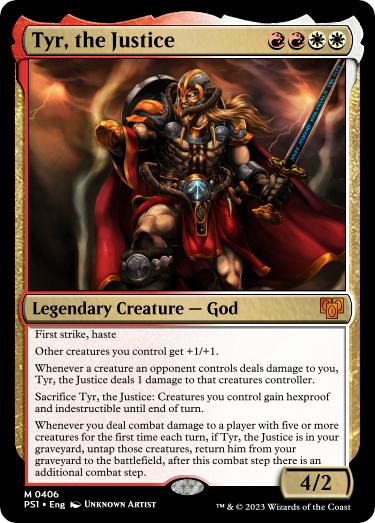 Tyr, the Justice
Legendary Creature — God
First strike, haste
Other creatures you control get +1/+1.
Whenever a creature an opponent controls deals damage to you,
Tyr, the Justice deals 1 damage to that creatures controller.
Sacrifice Tyr, the Justice: Creatures you control gain hexproof
and indestructible until end of turn.
Whenever you deal combat damage to a player with five or more
creatures for the first time each turn, if Tyr, the Justice is in your
graveyard, untap those creatures, return him from your
graveyard to the battlefield, after this combat step there is an
additional combat step.
4/2
M 0406
PS1 • Eng Unknown Artist
™ & © 2023 Wizards of the Coast